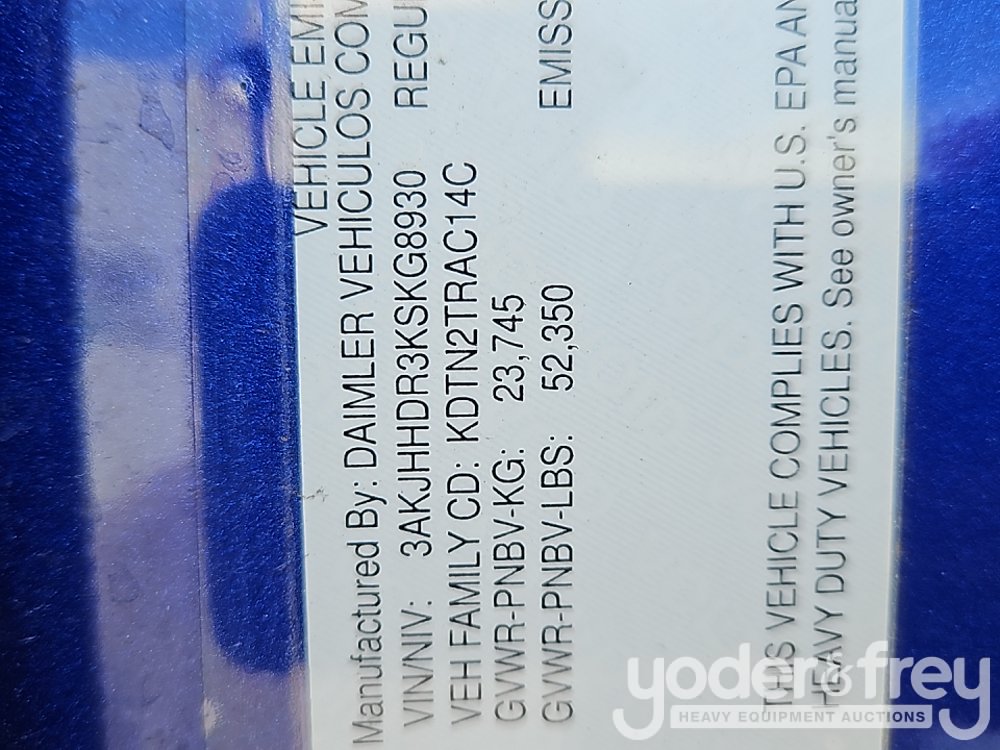 VEHICLE EMI
Manufactured By: DAIMLER VEHICULOS COM
VIN/NIV: 3AKJHHDR3KSKG8930 REGU
VEH FAMILY CD: KDTN2TRAC14C
GVWR-PNBV-KG: 23,745
GVWR-PNBV-LBS: 52,350 EMISS
THIS VEHICLE COMPLIES WITH U.S. EPA AN
HEAVY DUTY VEHICLES. See owner's manua
yoder & frey
HEAVY EQUIPMENT AUCTIONS